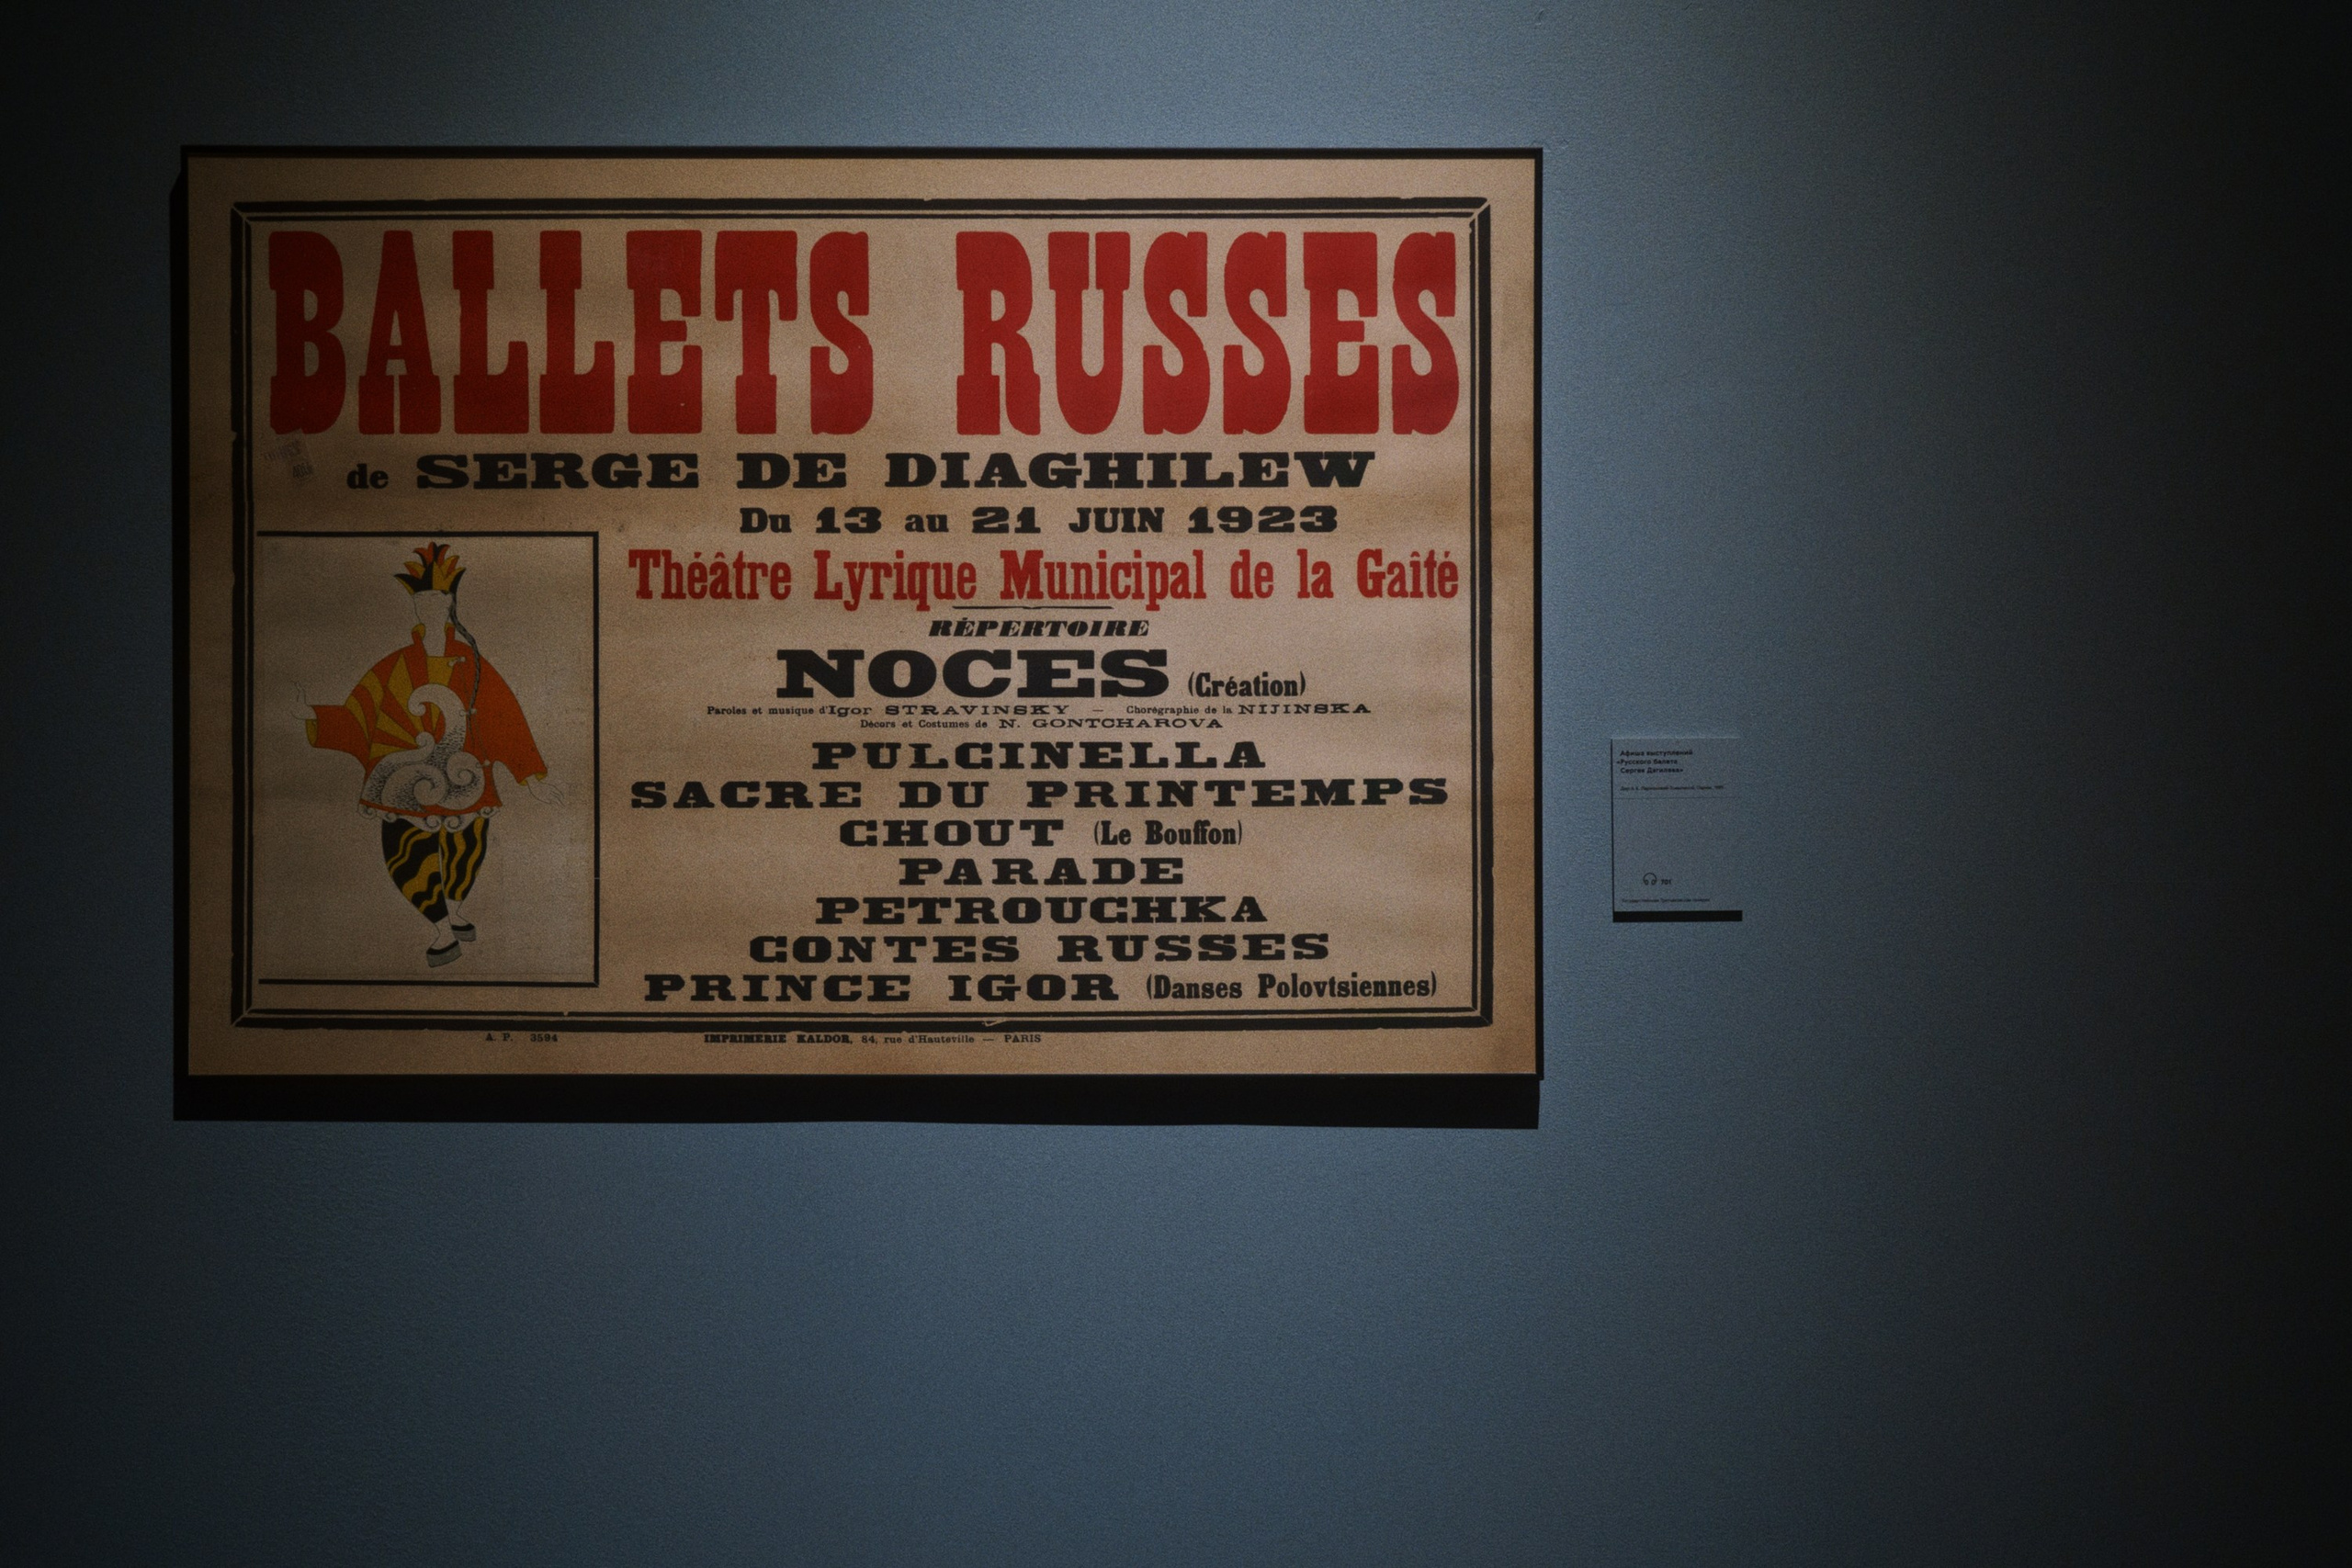 BALLETS RUSSES
de SERGE DE DIAGHILEW
Du 13 au 21 JUIN 1923
Théâtre Lyrique Municipal de la Gaîté
RÉPERTOIRE
NOCES (Création)
Paroles et musique d'Igor STRAVINSKY — Chorégraphie de la NIJINSKA
Décors et Costumes de N. GONTCHAROVA
PULCINELLA
SACRE DU PRINTEMPS
CHOUT (Le Bouffon)
PARADE
PETROUCHKA
CONTES RUSSES
PRINCE IGOR (Danses Polovtsiennes)
A. P. 3594
IMPRIMERIE KALDOR, 84, rue d'Hauteville — PARIS
Афиша выступлений
«Русского балета
Сергея Дягилева»